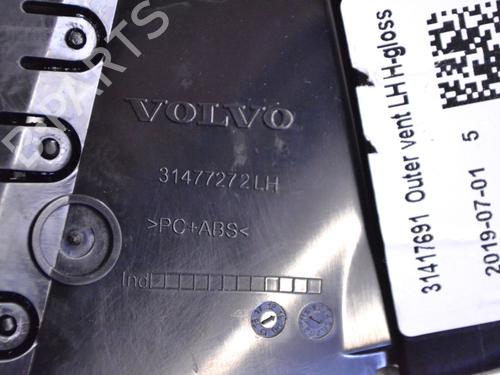 VOLVO
31477272LH
>PC+ABS<
Ind
31417691 Outer vent LH H-gloss
2019-07-01 5